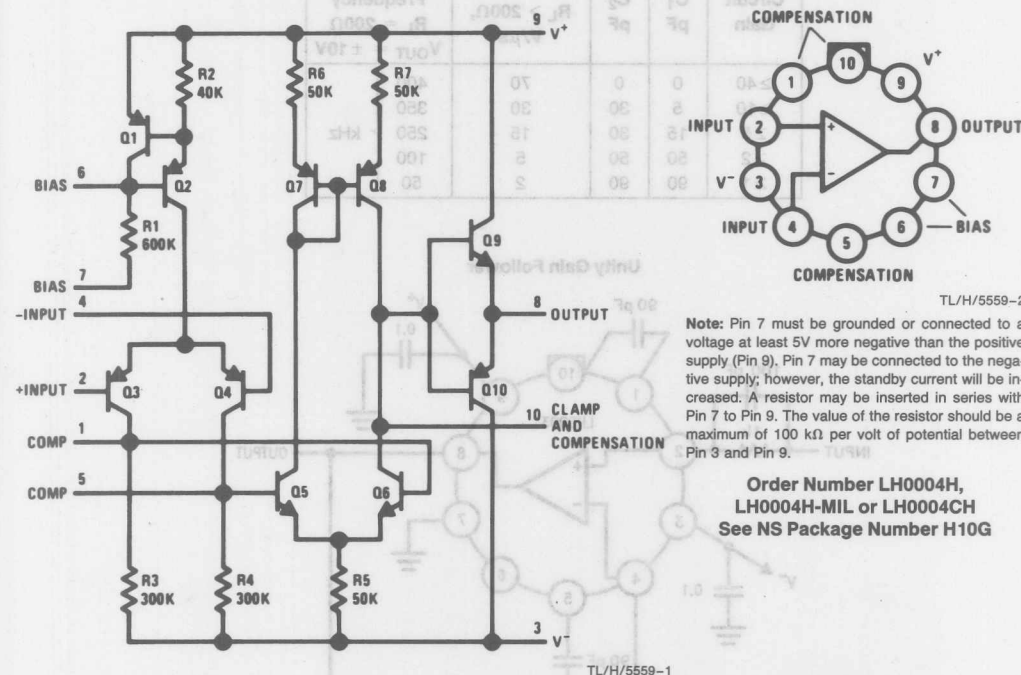 9
V+
R2
40K
R6
50K
R7
50K
Q1
6
BIAS
Q2
Q7
Q8
R1
600K
Q9
BIAS
7
4
-INPUT
8
OUTPUT
+INPUT
2
Q3
Q4
Q10
COMP
1
10
CLAMP
AND
COMPENSATION
COMP
5
Q5
Q6
R3
300K
R4
300K
R5
50K
3
V-
TL/H/5559-1
COMPENSATION
10
1
9
V+
INPUT
2
+
8
OUTPUT
V-
3
-
7
INPUT
4
5
6
BIAS
COMPENSATION
TL/H/5559-2
Note: Pin 7 must be grounded or connected to a
voltage at least 5V more negative than the positive
supply (Pin 9). Pin 7 may be connected to the nega-
tive supply; however, the standby current will be in-
creased. A resistor may be inserted in series with
Pin 7 to Pin 9. The value of the resistor should be a
maximum of 100 kΩ per volt of potential between
Pin 3 and Pin 9.
Order Number LH0004H,
LH0004H-MIL or LH0004CH
See NS Package Number H10G